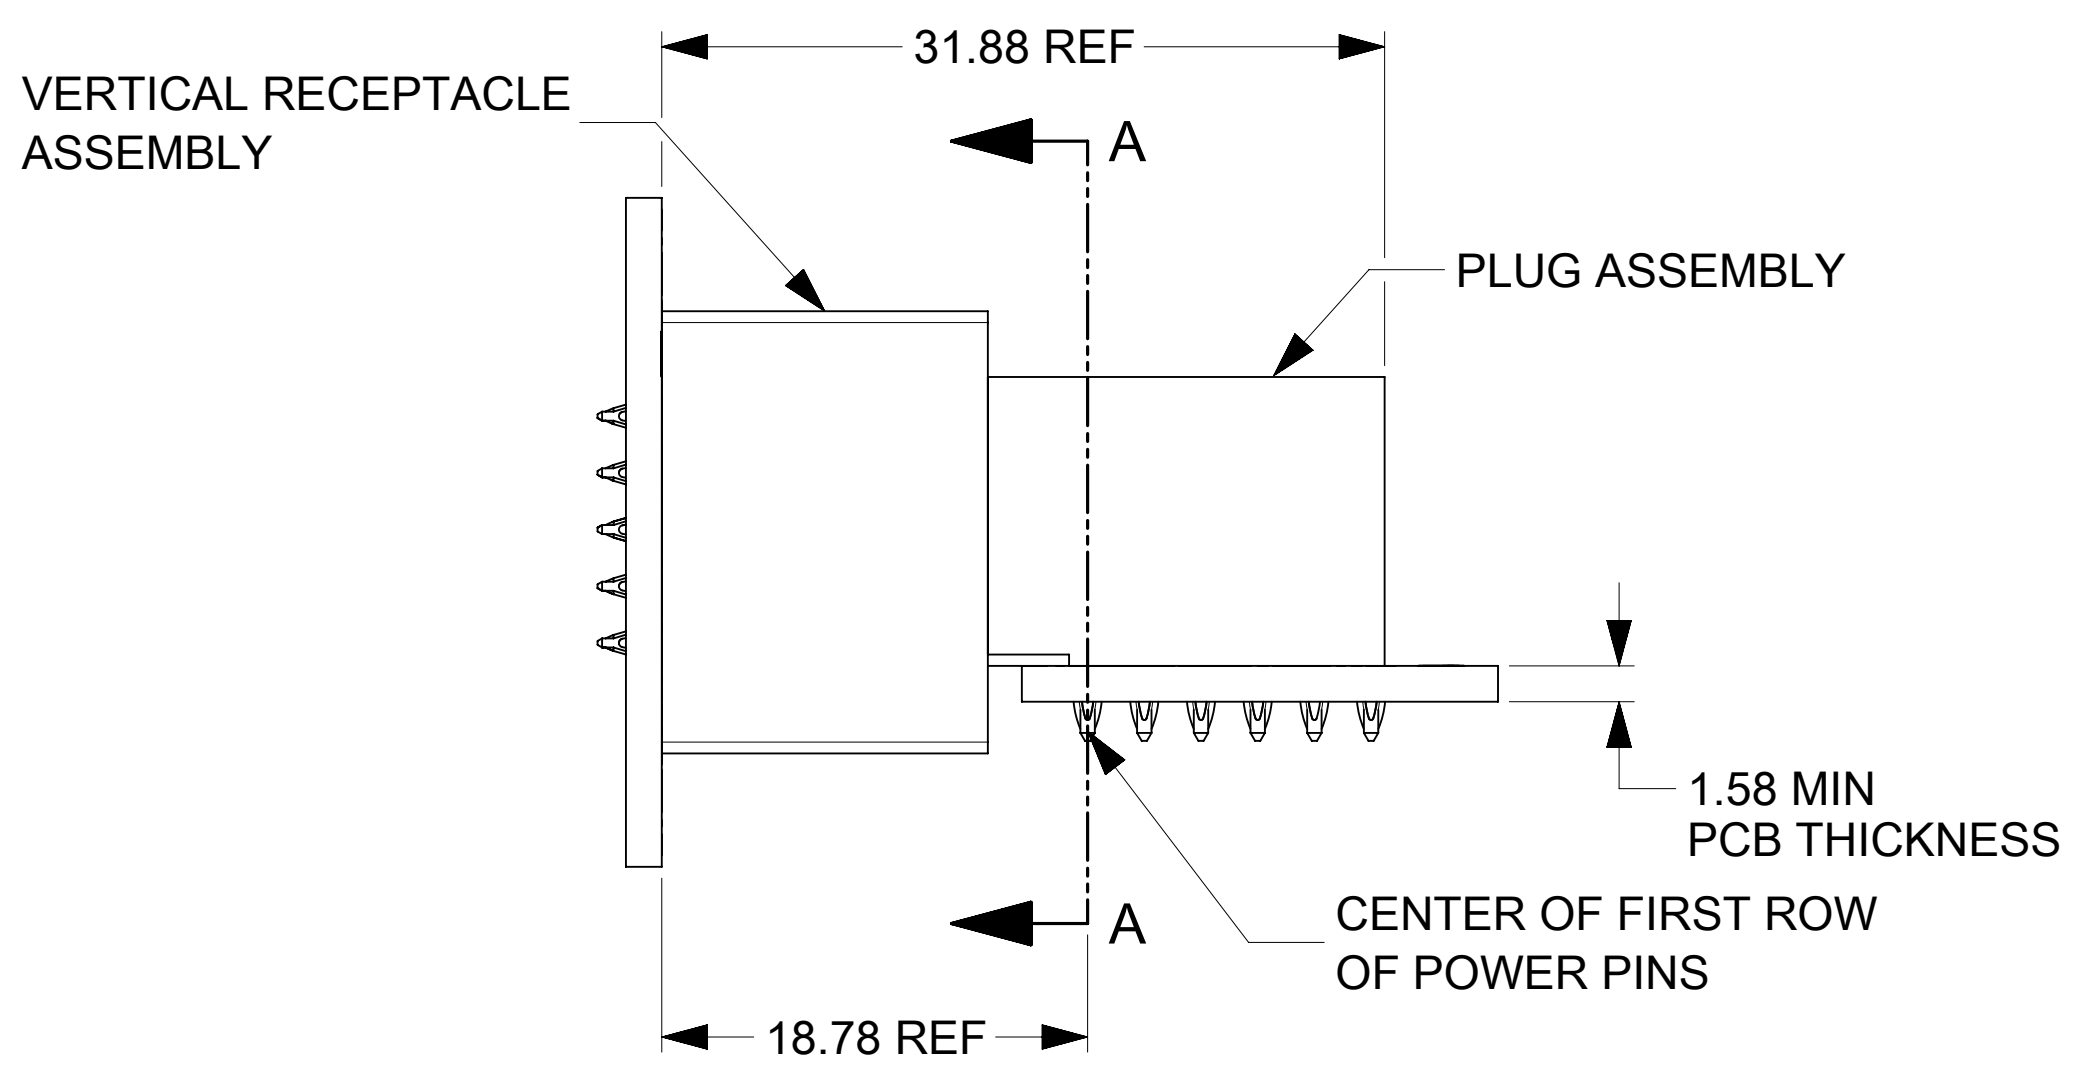 31.88 REF
VERTICAL RECEPTACLE
ASSEMBLY
A
PLUG ASSEMBLY
1.58 MIN
PCB THICKNESS
A
CENTER OF FIRST ROW
OF POWER PINS
18.78 REF